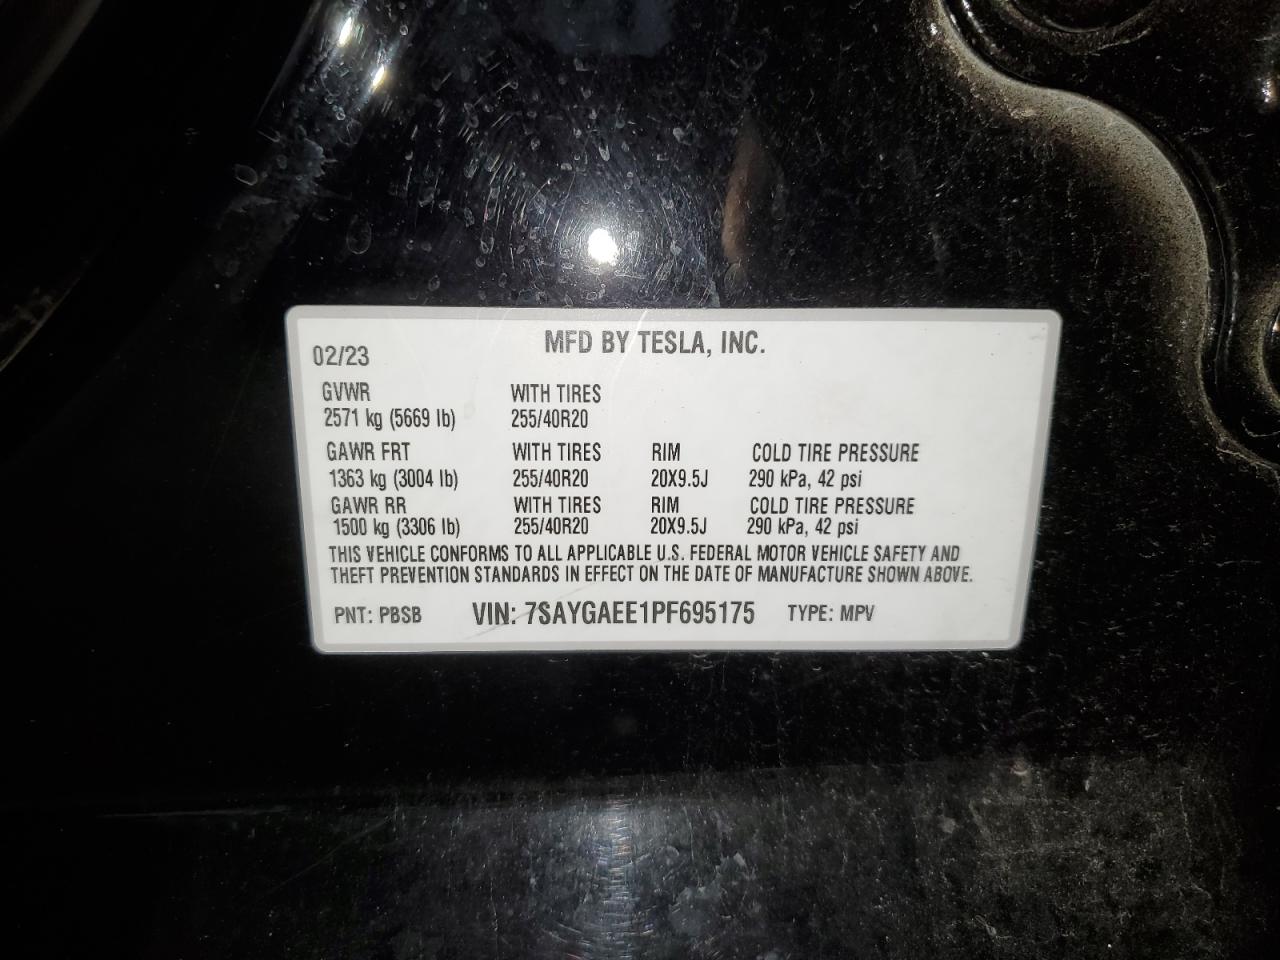 MFD BY TESLA, INC.
02/23
GVWR WITH TIRES
2571 kg (5669 lb) 255/40R20
GAWR FRT WITH TIRES RIM COLD TIRE PRESSURE
1363 kg (3004 lb) 255/40R20 20X9.5J 290 kPa, 42 psi
GAWR RR WITH TIRES RIM COLD TIRE PRESSURE
1500 kg (3306 lb) 255/40R20 20X9.5J 290 kPa, 42 psi
THIS VEHICLE CONFORMS TO ALL APPLICABLE U.S. FEDERAL MOTOR VEHICLE SAFETY AND
THEFT PREVENTION STANDARDS IN EFFECT ON THE DATE OF MANUFACTURE SHOWN ABOVE.
PNT: PBSB VIN: 7SAYGAEE1PF695175 TYPE: MPV